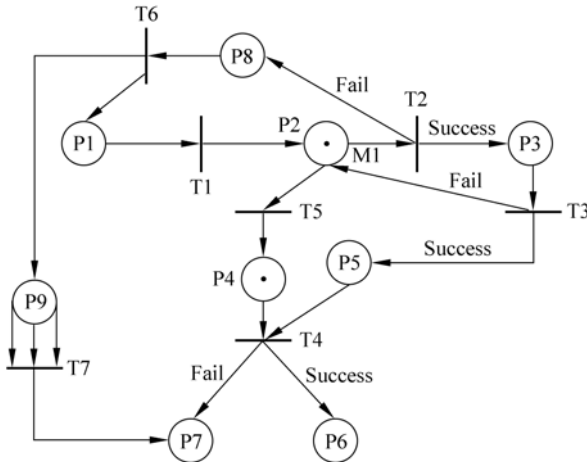 T6
P8
Fail
T2
P2
Success
P1
P3
M1
Fail
T1
T5
T3
Success
P4
P5
P9
T4
T7
Fail
Success
P7
P6